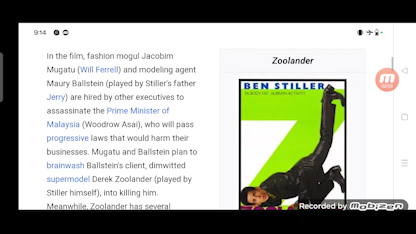 9:14
In the film, fashion mogul Jacobim
Mugatu (Will Ferrell) and modeling agent
Maury Ballstein (played by Stiller's father
Jerry) are hired by other executives to
assassinate the Prime Minister of
Malaysia (Woodrow Asai), who will pass
progressive laws that would harm their
businesses. Mugatu and Ballstein plan to
brainwash Ballstein's client, dimwitted
supermodel Derek Zoolander (played by
Stiller himself), into killing him.
Meanwhile, Zoolander has several
Zoolander
BEN STILLER
Recorded by Mobizen